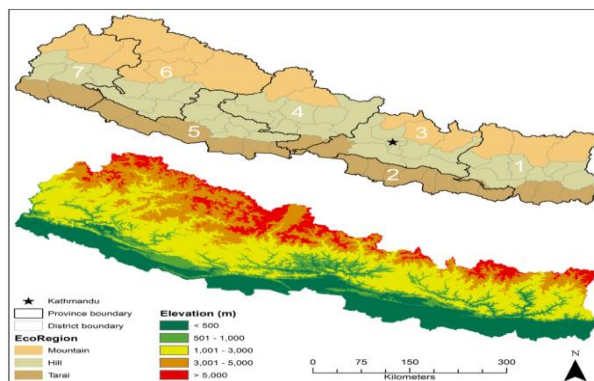 7
6
4
3
5
1
2
Kathmandu
Province boundary
District boundary
EcoRegion
Mountain
Hill
Tarai
Elevation (m)
< 500
501 - 1,000
1,001 - 3,000
3,001 - 5,000
> 5,000
0 75 150 300
Kilometers
N